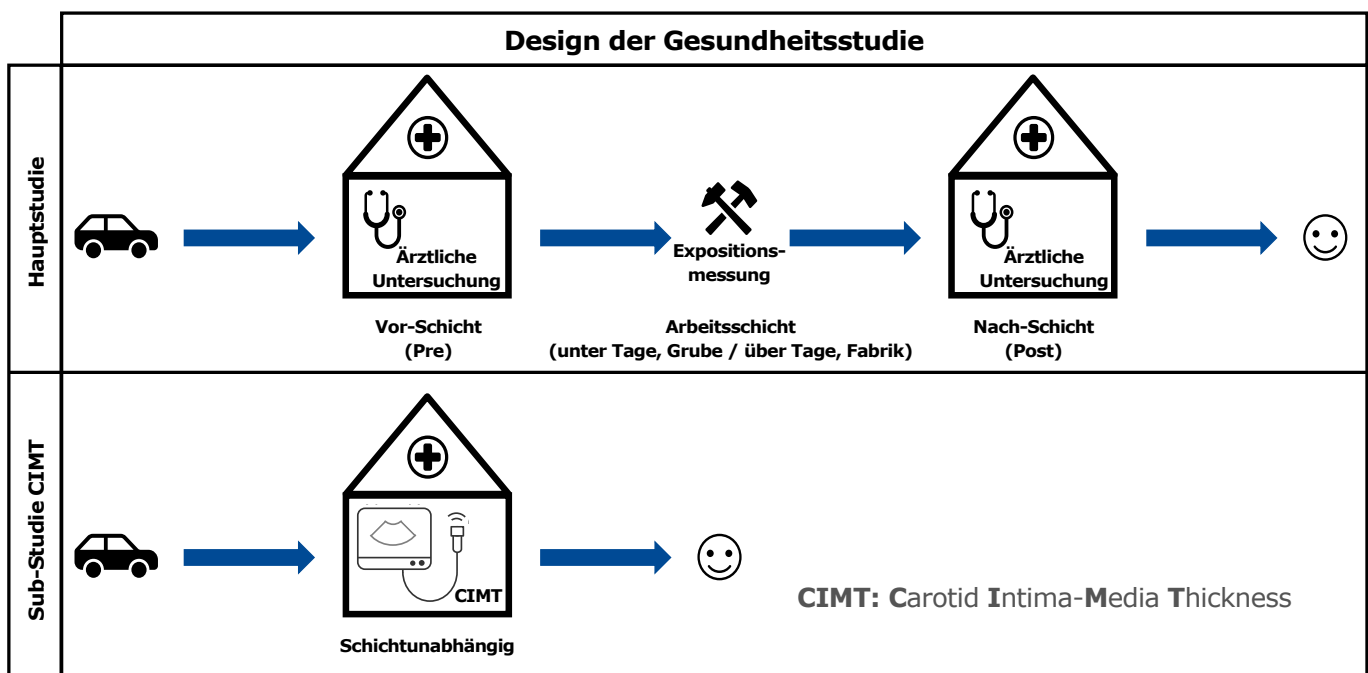 Design der Gesundheitsstudie
Hauptstudie
Ärztliche
Untersuchung
Vor-Schicht
(Pre)
Expositions-
messung
Arbeitsschicht
(unter Tage, Grube / über Tage, Fabrik)
Ärztliche
Untersuchung
Nach-Schicht
(Post)
Sub-Studie CIMT
CIMT
Schichtunabhängig
CIMT: Carotid Intima-Media Thickness